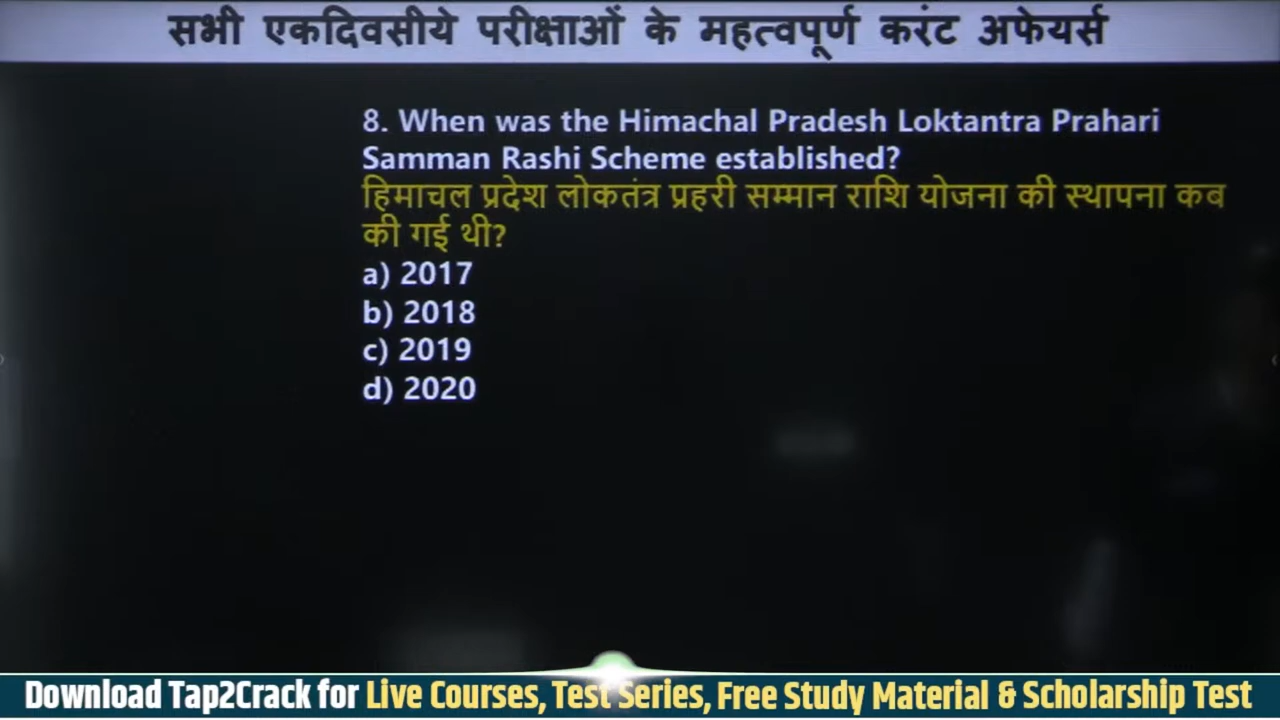 सभी एकदिवसीये परीक्षाओं के महत्वपूर्ण करंट अफेयर्स
8. When was the Himachal Pradesh Loktantra Prahari
Samman Rashi Scheme established?
हिमाचल प्रदेश लोकतंत्र प्रहरी सम्मान राशि योजना की स्थापना कब
की गई थी?
a) 2017
b) 2018
c) 2019
d) 2020
Download Tap2Crack for Live Courses, Test Series, Free Study Material & Scholarship Test